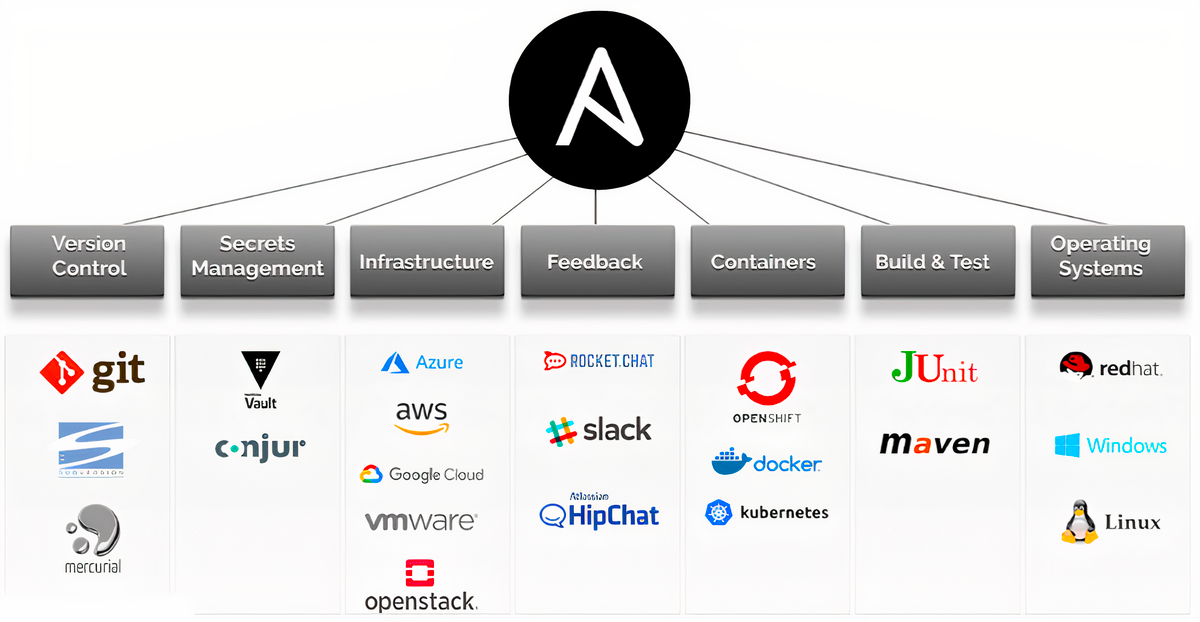 Version
Control
Secrets
Management
Infrastructure
Feedback
Containers
Build & Test
Operating
Systems
git
SUBVERSION
mercurial
Vault
conjur
Azure
aws
Google Cloud
vmware®
openstack.
ROCKET.CHAT
slack
Atlassian
HipChat
OPENSHIFT
docker
kubernetes
JUnit
maven
redhat.
Windows
Linux